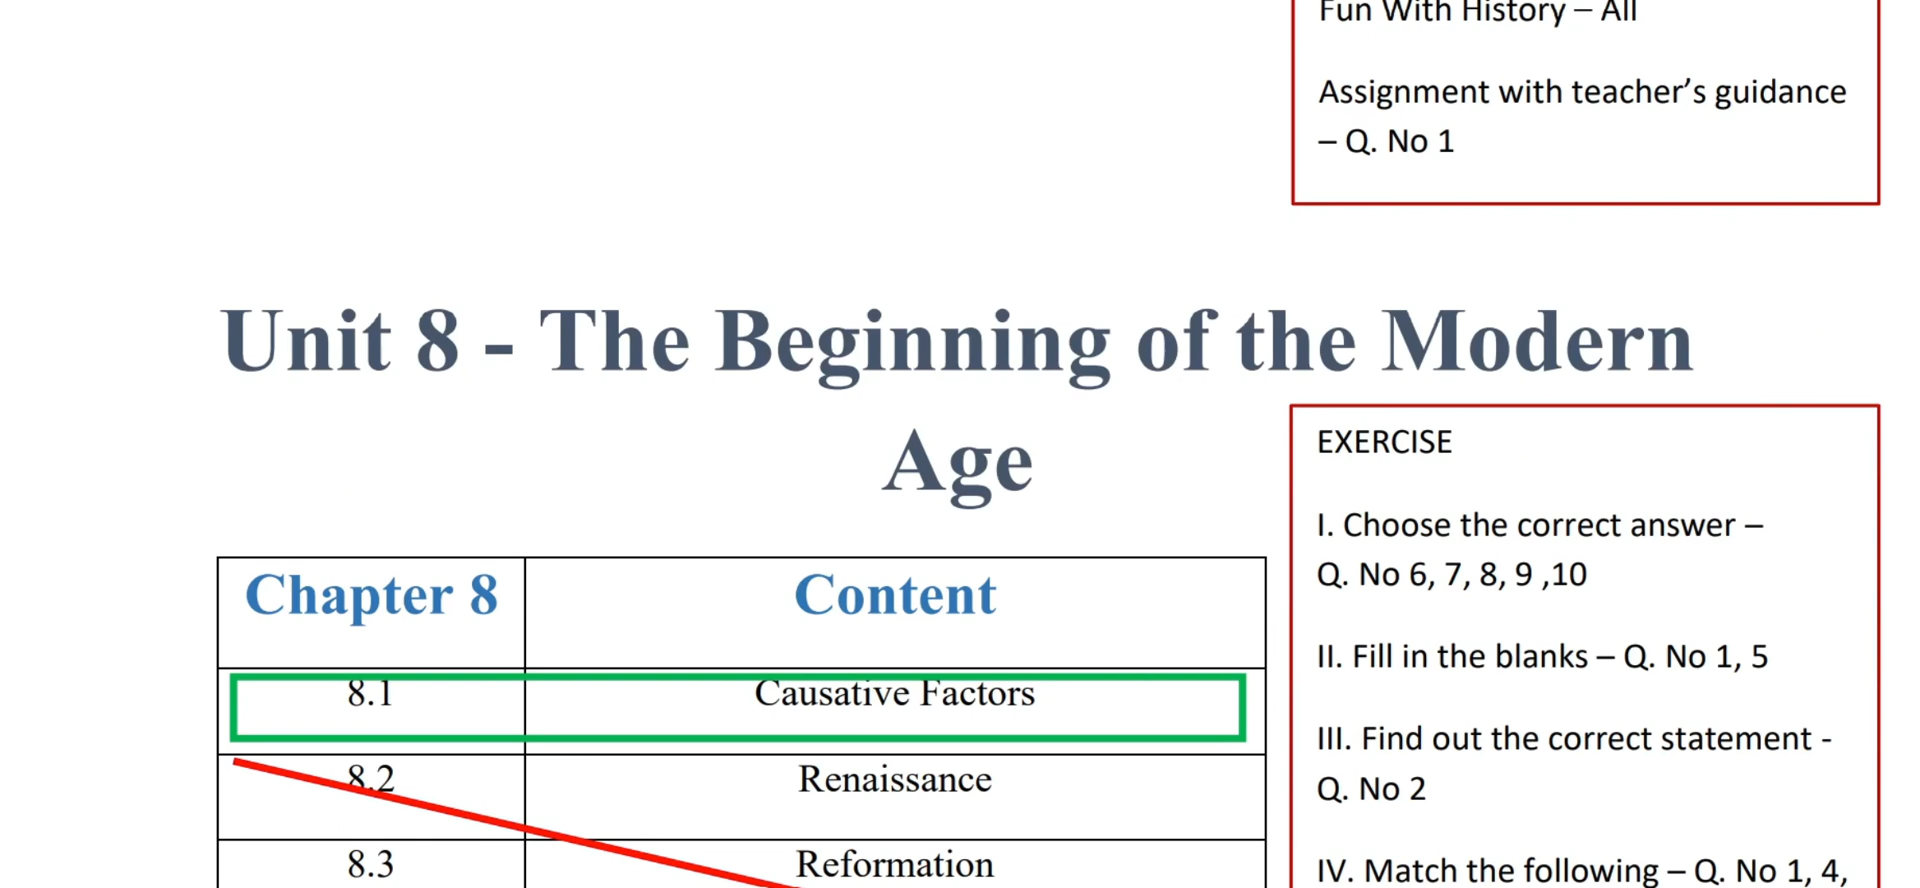 Fun With History – All
Assignment with teacher’s guidance
– Q. No 1
Unit 8 - The Beginning of the Modern
Age
Chapter 8 Content
8.1 Causative Factors
8.2 Renaissance
8.3 Reformation
EXERCISE
I. Choose the correct answer –
Q. No 6, 7, 8, 9 ,10
II. Fill in the blanks – Q. No 1, 5
III. Find out the correct statement -
Q. No 2
IV. Match the following – Q. No 1, 4,